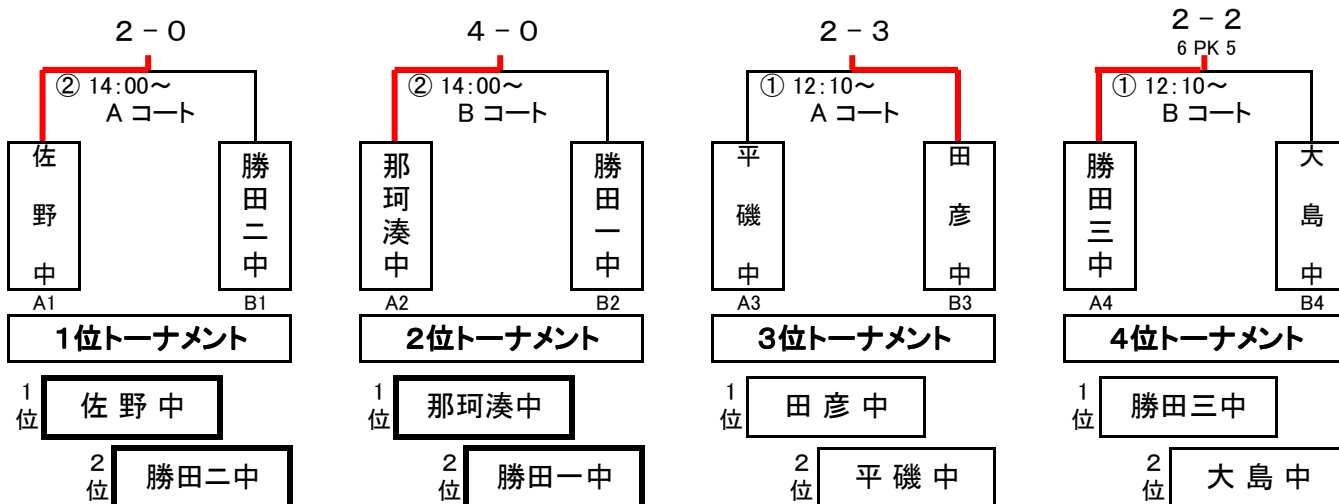 ２－０
② 14:00～
A コート
佐野中
勝田二中
A1
B1
１位トーナメント
1位
佐野中
2位
勝田二中
４－０
② 14:00～
B コート
那珂湊中
勝田一中
A2
B2
２位トーナメント
1位
那珂湊中
2位
勝田一中
２－３
① 12:10～
A コート
平磯中
田彦中
A3
B3
３位トーナメント
1位
田彦中
2位
平磯中
２－２
6 PK 5
① 12:10～
B コート
勝田三中
大島中
A4
B4
４位トーナメント
1位
勝田三中
2位
大島中